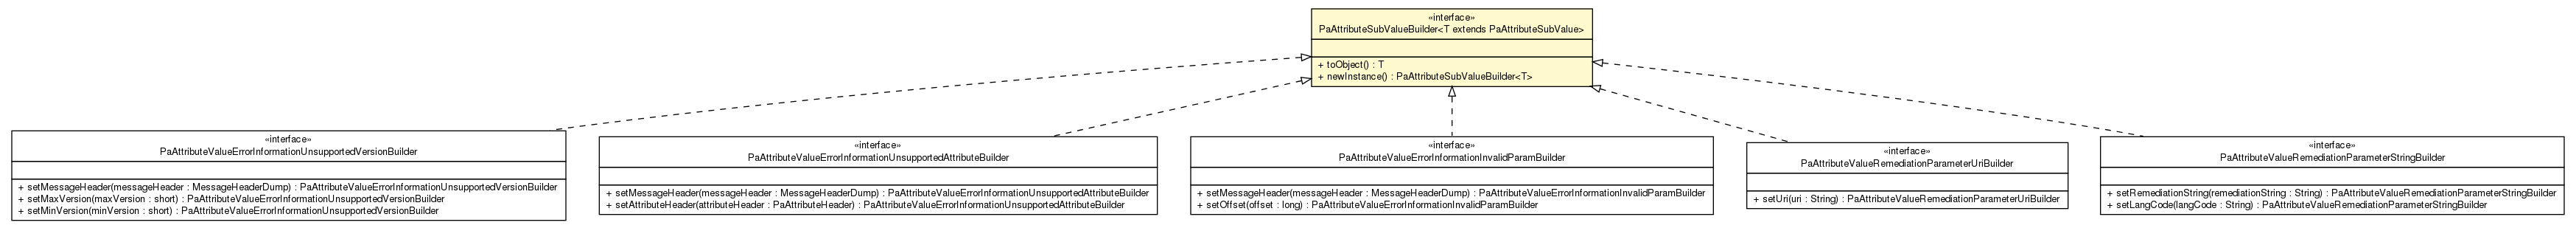 «interface»
PaAttributeSubValueBuilder<T extends PaAttributeSubValue>
+ toObject() : T
+ newInstance() : PaAttributeSubValueBuilder<T>
«interface»
PaAttributeValueErrorInformationUnsupportedVersionBuilder
+ setMessageHeader(messageHeader : MessageHeaderDump) : PaAttributeValueErrorInformationUnsupportedVersionBuilder
+ setMaxVersion(maxVersion : short) : PaAttributeValueErrorInformationUnsupportedVersionBuilder
+ setMinVersion(minVersion : short) : PaAttributeValueErrorInformationUnsupportedVersionBuilder
«interface»
PaAttributeValueErrorInformationUnsupportedAttributeBuilder
+ setMessageHeader(messageHeader : MessageHeaderDump) : PaAttributeValueErrorInformationUnsupportedAttributeBuilder
+ setAttributeHeader(attributeHeader : PaAttributeHeader) : PaAttributeValueErrorInformationUnsupportedAttributeBuilder
«interface»
PaAttributeValueErrorInformationInvalidParamBuilder
+ setMessageHeader(messageHeader : MessageHeaderDump) : PaAttributeValueErrorInformationInvalidParamBuilder
+ setOffset(offset : long) : PaAttributeValueErrorInformationInvalidParamBuilder
«interface»
PaAttributeValueRemediationParameterUriBuilder
+ setUri(uri : String) : PaAttributeValueRemediationParameterUriBuilder
«interface»
PaAttributeValueRemediationParameterStringBuilder
+ setRemediationString(remediationString : String) : PaAttributeValueRemediationParameterStringBuilder
+ setLangCode(langCode : String) : PaAttributeValueRemediationParameterStringBuilder